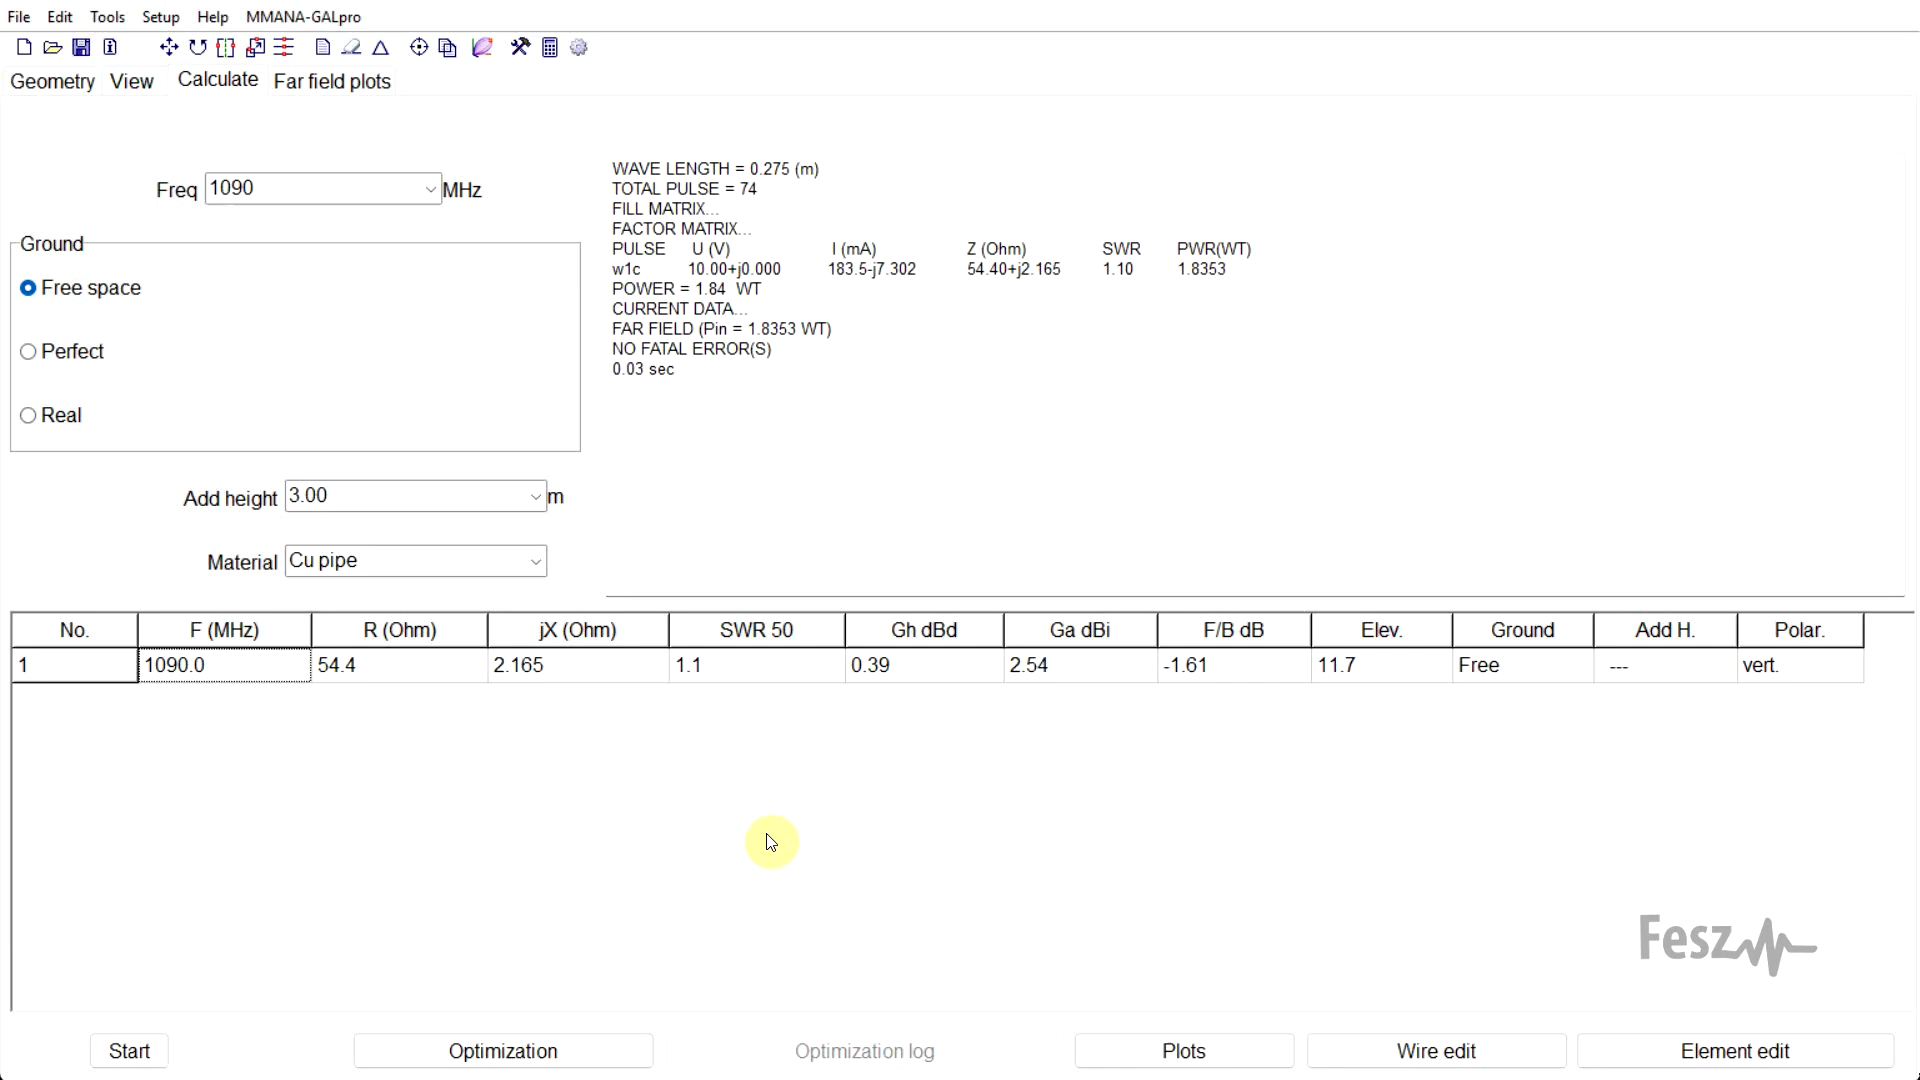 File Edit Tools Setup Help MMANA-GALpro
Geometry View Calculate Far field plots
Freq 1090 MHz
Ground
Free space
Perfect
Real
Add height 3.00 m
Material Cu pipe
WAVE LENGTH = 0.275 (m)
TOTAL PULSE = 74
FILL MATRIX...
FACTOR MATRIX...
PULSE U (V) I (mA) Z (Ohm) SWR PWR(WT)
w1c 10.00+j0.000 183.5-j7.302 54.40+j2.165 1.10 1.8353
POWER = 1.84 WT
CURRENT DATA...
FAR FIELD (Pin = 1.8353 WT)
NO FATAL ERROR(S)
0.03 sec
No. F (MHz) R (Ohm) jX (Ohm) SWR 50 Gh dBd Ga dBi F/B dB Elev. Ground Add H. Polar.
1 1090.0 54.4 2.165 1.1 0.39 2.54 -1.61 11.7 Free --- vert.
Fesz
Start Optimization Optimization log Plots Wire edit Element edit